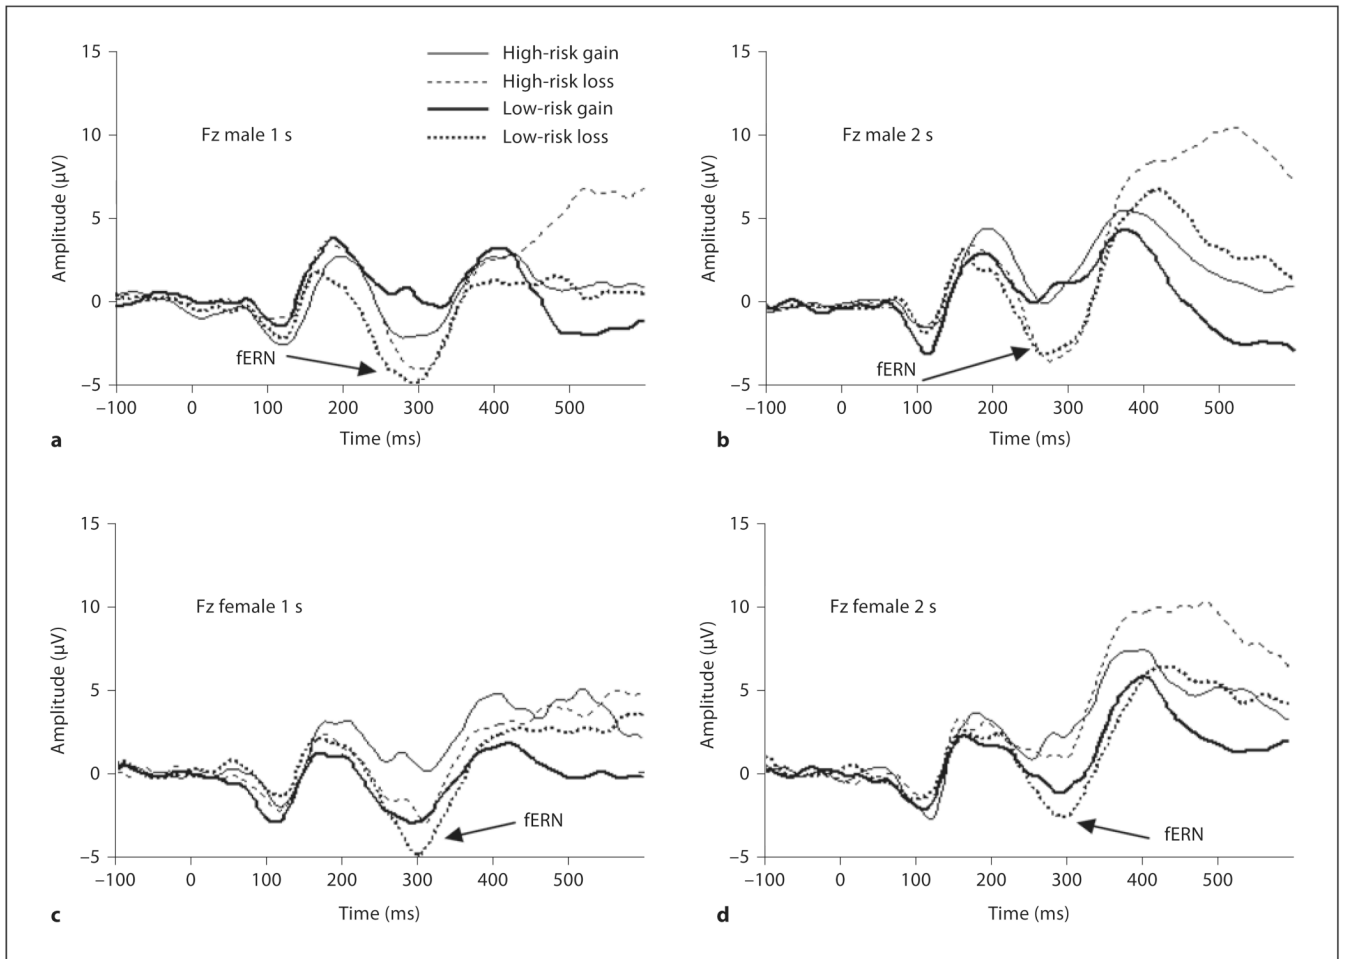 High-risk gain
High-risk loss
Low-risk gain
Low-risk loss
Fz male 1 s
15
10
5
0
−5
Amplitude (µV)
fERN
−100 0 100 200 300 400 500
Time (ms)
a
Fz male 2 s
15
10
5
0
−5
Amplitude (µV)
fERN
−100 0 100 200 300 400 500
Time (ms)
b
Fz female 1 s
15
10
5
0
−5
Amplitude (µV)
fERN
−100 0 100 200 300 400 500
Time (ms)
c
Fz female 2 s
15
10
5
0
−5
Amplitude (µV)
fERN
−100 0 100 200 300 400 500
Time (ms)
d